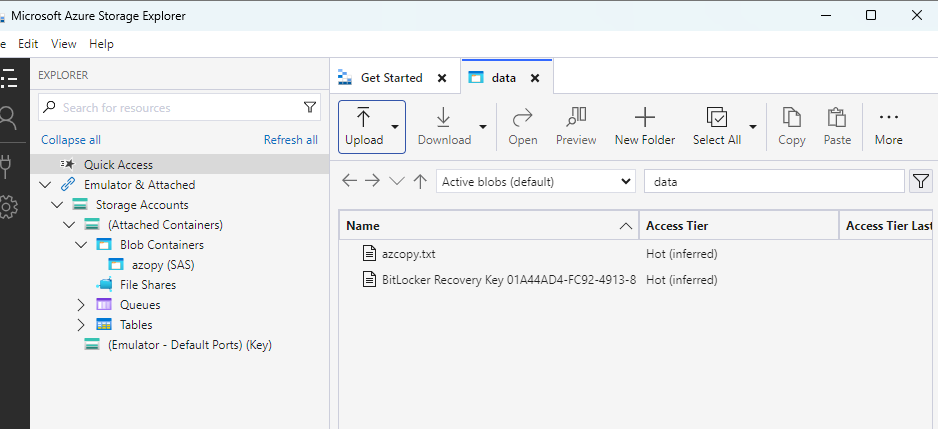 Microsoft Azure Storage Explorer
e Edit View Help
EXPLORER
Search for resources
Collapse all Refresh all
Quick Access
Emulator & Attached
Storage Accounts
(Attached Containers)
Blob Containers
azopy (SAS)
File Shares
Queues
Tables
(Emulator - Default Ports) (Key)
Get Started data
Upload Download Open Preview New Folder Select All Copy Paste More
Active blobs (default) data
Name Access Tier Access Tier Last
azcopy.txt Hot (inferred)
BitLocker Recovery Key 01A44AD4-FC92-4913-8 Hot (inferred)